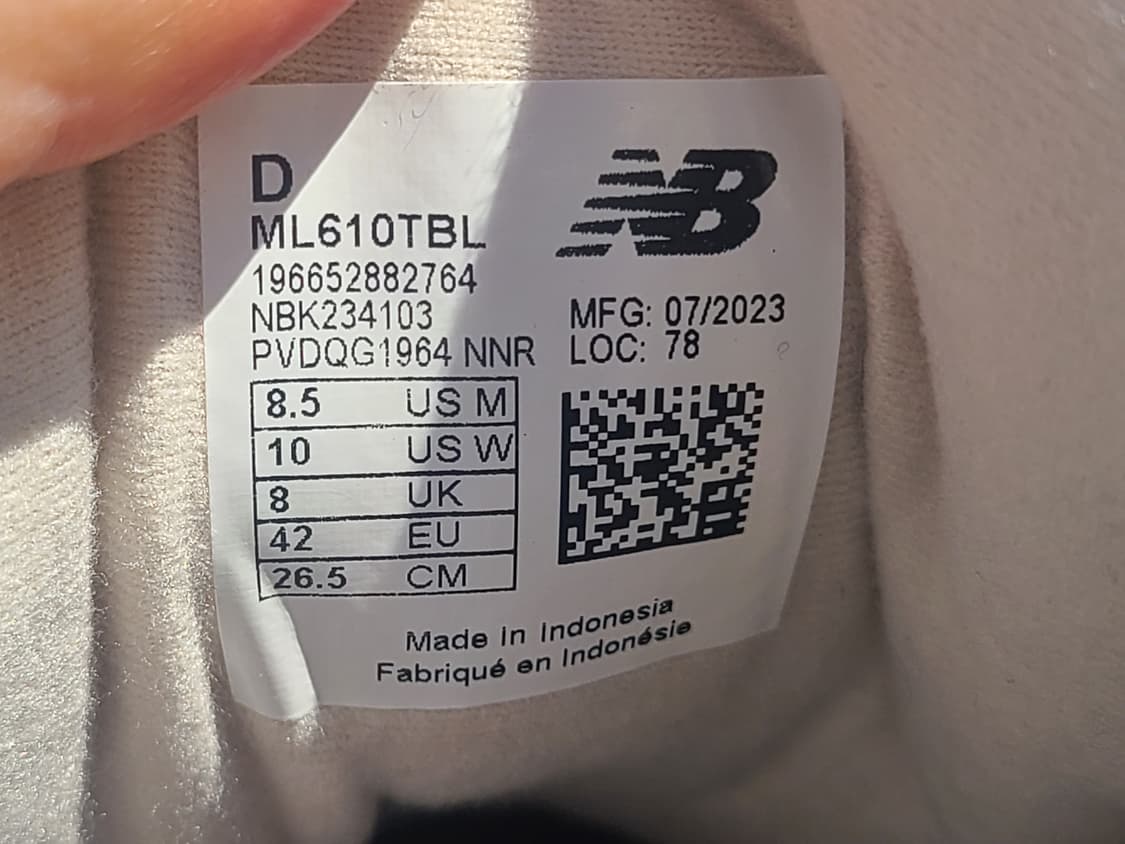 D
NB
ML610TBL
196652882764
NBK234103
MFG: 07/2023
PVDQG1964 NNR
LOC: 78
8.5 US M
10 US W
8 UK
42 EU
26.5 CM
Made in Indonesia
Fabriqué en Indonésie